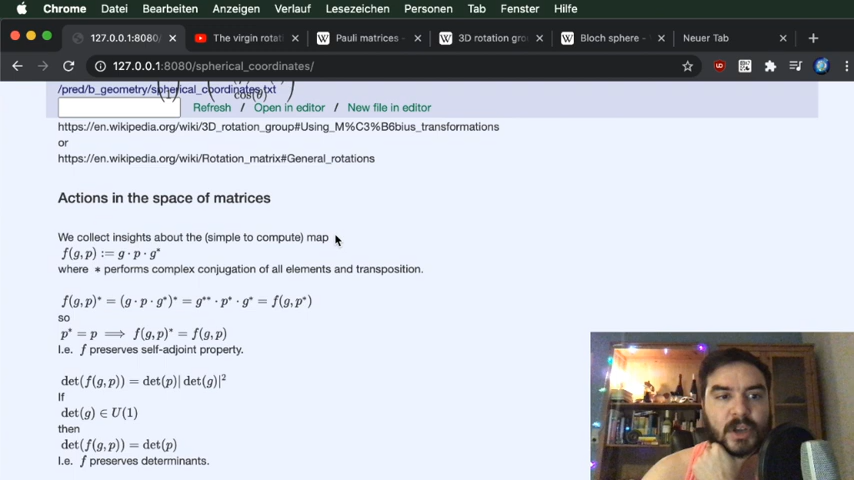 Chrome Datei Bearbeiten Anzeigen Verlauf Lesezeichen Personen Tab Fenster Hilfe
127.0.0.1:8080/ The virgin rotat Pauli matrices - 3D rotation gro Bloch sphere - Neuer Tab
127.0.0.1:8080/spherical_coordinates/
/pred/b_geometry/spherical_coordinates.txt
cos(θ)
Refresh / Open in editor / New file in editor
https://en.wikipedia.org/wiki/3D_rotation_group#Using_M%C3%B6bius_transformations
or
https://en.wikipedia.org/wiki/Rotation_matrix#General_rotations
Actions in the space of matrices
We collect insights about the (simple to compute) map
f(g, p) := g · p · g*
where * performs complex conjugation of all elements and transposition.
f(g, p)* = (g · p · g*)* = g** · p* · g* = f(g, p*)
so
p* = p ⟹ f(g, p)* = f(g, p)
I.e. f preserves self-adjoint property.
det(f(g, p)) = det(p)| det(g)|²
If
det(g) ∈ U(1)
then
det(f(g, p)) = det(p)
I.e. f preserves determinants.